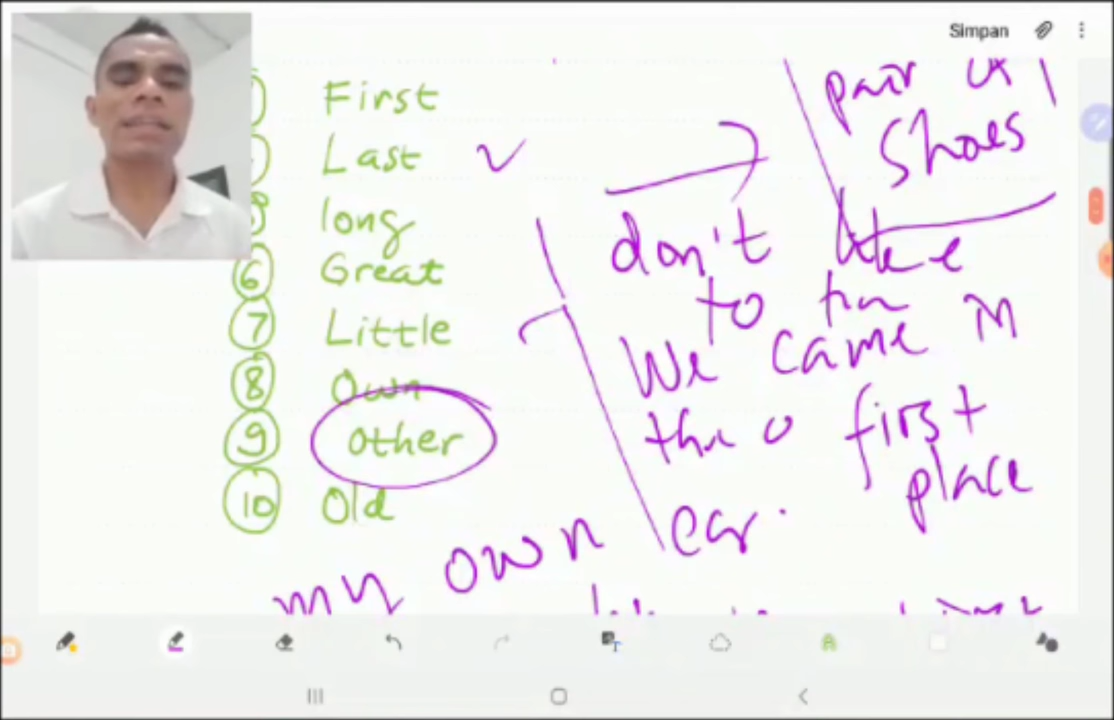 Simpan
First
Last
long
⑥ Great
⑦ Little
⑧ Own
⑨ other
⑩ Old
pair of
shoes
don't like
to
We came in
the first
place
car.
my own